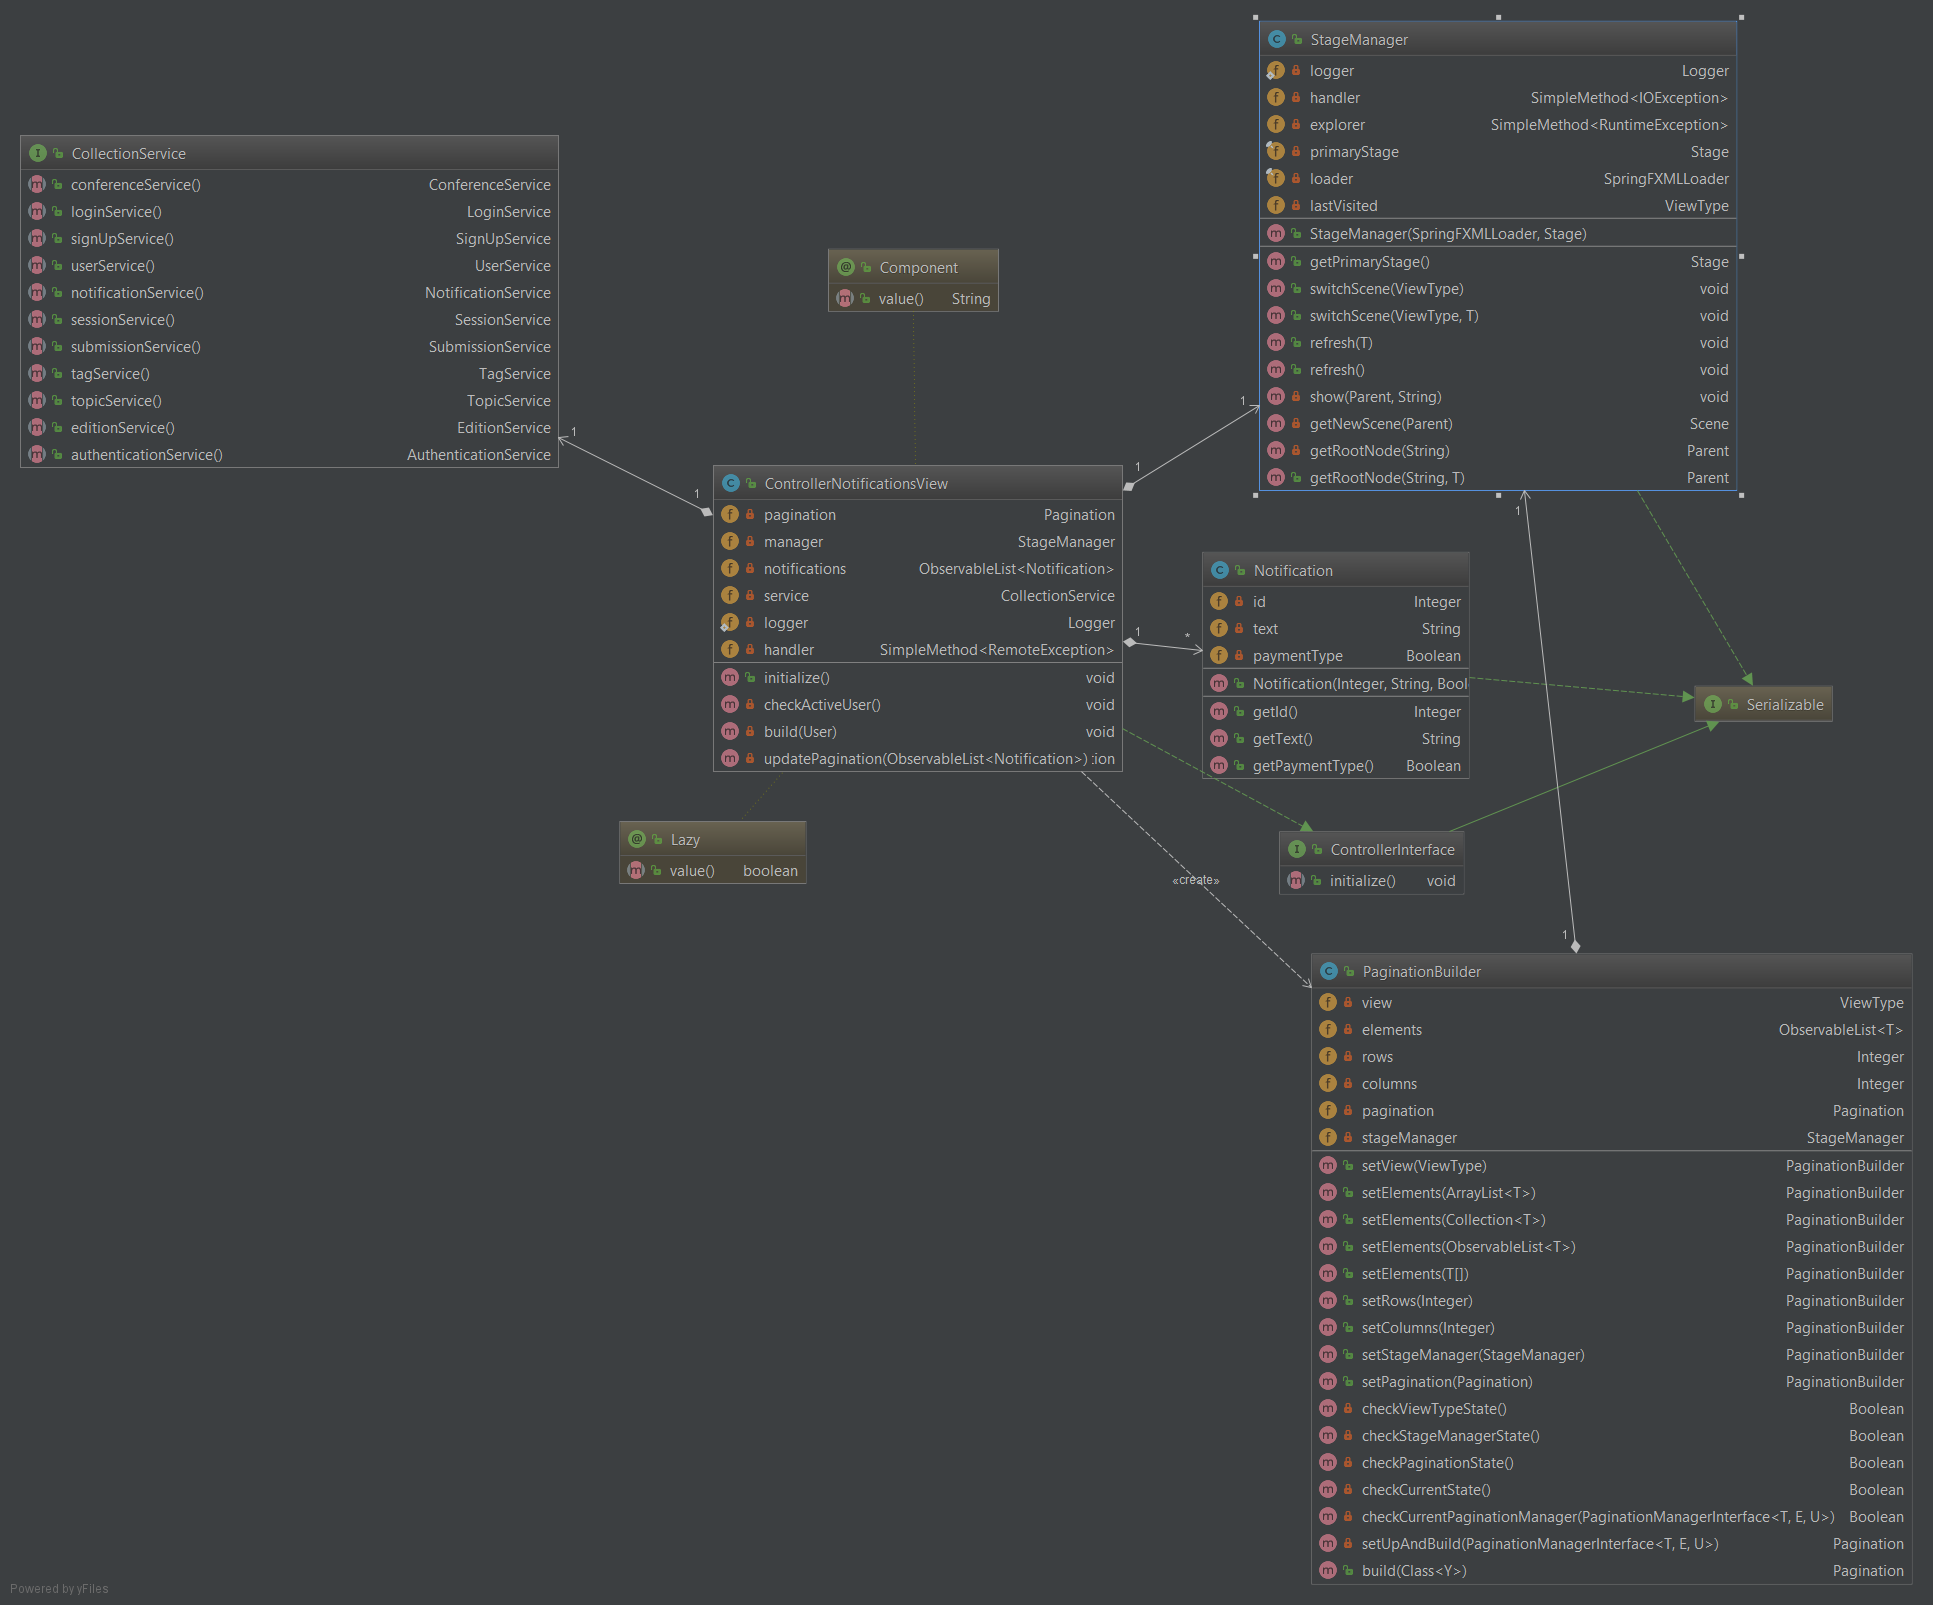 StageManager
logger Logger
handler SimpleMethod<IOException>
explorer SimpleMethod<RuntimeException>
primaryStage Stage
loader SpringFXMLLoader
lastVisited ViewType
StageManager(SpringFXMLLoader, Stage)
getPrimaryStage() Stage
switchScene(ViewType) void
switchScene(ViewType, T) void
refresh(T) void
refresh() void
show(Parent, String) void
getNewScene(Parent) Scene
getRootNode(String) Parent
getRootNode(String, T) Parent
CollectionService
conferenceService() ConferenceService
loginService() LoginService
signUpService() SignUpService
userService() UserService
notificationService() NotificationService
sessionService() SessionService
submissionService() SubmissionService
tagService() TagService
topicService() TopicService
editionService() EditionService
authenticationService() AuthenticationService
Component
value() String
1
1
1
1
ControllerNotificationsView
pagination Pagination
manager StageManager
notifications ObservableList<Notification>
service CollectionService
logger Logger
handler SimpleMethod<RemoteException>
initialize() void
checkActiveUser() void
build(User) void
updatePagination(ObservableList<Notification>) :ion
1
*
1
Notification
id Integer
text String
paymentType Boolean
Notification(Integer, String, Bool
getId() Integer
getText() String
getPaymentType() Boolean
Serializable
Lazy
value() boolean
ControllerInterface
initialize() void
«create»
1
PaginationBuilder
view ViewType
elements ObservableList<T>
rows Integer
columns Integer
pagination Pagination
stageManager StageManager
setView(ViewType) PaginationBuilder
setElements(ArrayList<T>) PaginationBuilder
setElements(Collection<T>) PaginationBuilder
setElements(ObservableList<T>) PaginationBuilder
setElements(T[]) PaginationBuilder
setRows(Integer) PaginationBuilder
setColumns(Integer) PaginationBuilder
setStageManager(StageManager) PaginationBuilder
setPagination(Pagination) PaginationBuilder
checkViewTypeState() Boolean
checkStageManagerState() Boolean
checkPaginationState() Boolean
checkCurrentState() Boolean
checkCurrentPaginationManager(PaginationManagerInterface<T, E, U>) Boolean
setUpAndBuild(PaginationManagerInterface<T, E, U>) Pagination
build(Class<Y>) Pagination
Powered by yFiles